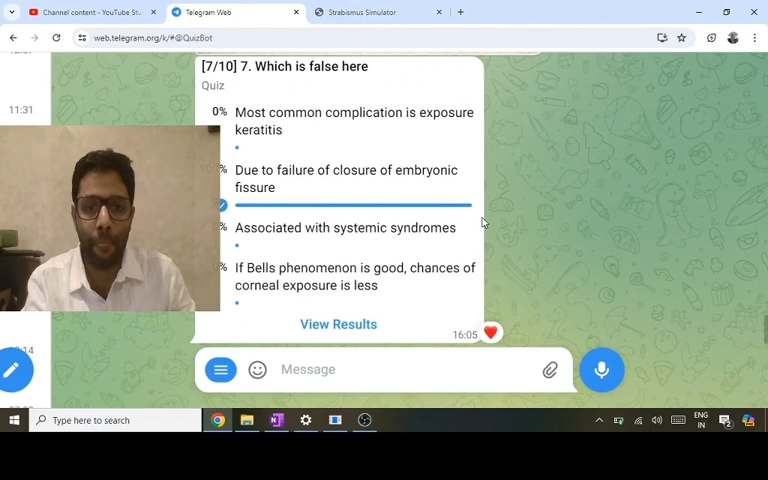 Channel content - YouTube Stu
Telegram Web
Strabismus Simulator
web.telegram.org/k/#@QuizBot
11:31
[7/10] 7. Which is false here
Quiz
0% Most common complication is exposure
keratitis
% Due to failure of closure of embryonic
fissure
% Associated with systemic syndromes
% If Bells phenomenon is good, chances of
corneal exposure is less
View Results
16:05
Message
Type here to search
ENG
IN
2